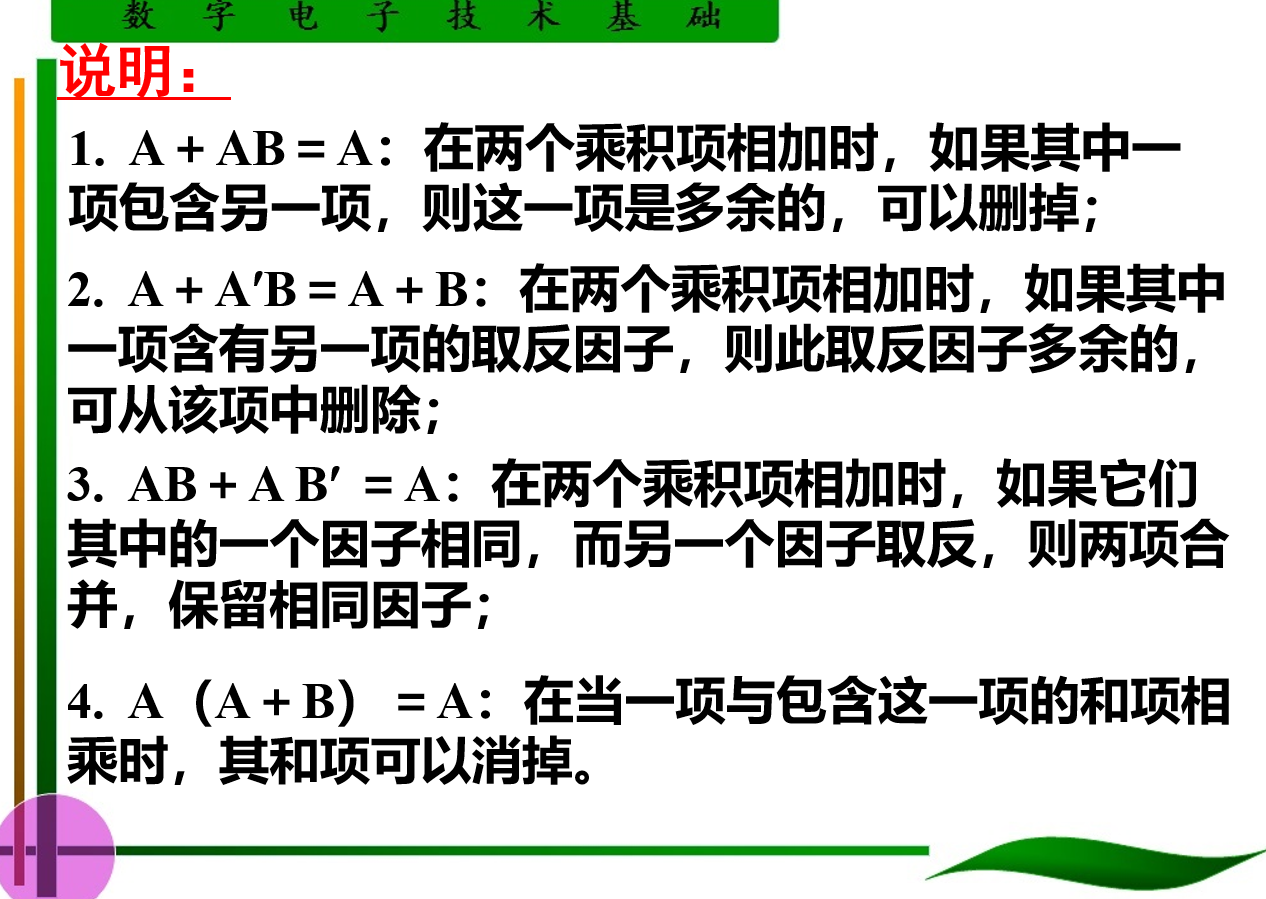 数字电子技术基础
说明：
1. A＋AB＝A：在两个乘积项相加时，如果其中一
项包含另一项，则这一项是多余的，可以删掉；
2. A＋A′B＝A＋B：在两个乘积项相加时，如果其中
一项含有另一项的取反因子，则此取反因子多余的，
可从该项中删除；
3. AB＋A B′ ＝A：在两个乘积项相加时，如果它们
其中的一个因子相同，而另一个因子取反，则两项合
并，保留相同因子；
4. A（A＋B）＝A：在当一项与包含这一项的和项相
乘时，其和项可以消掉。